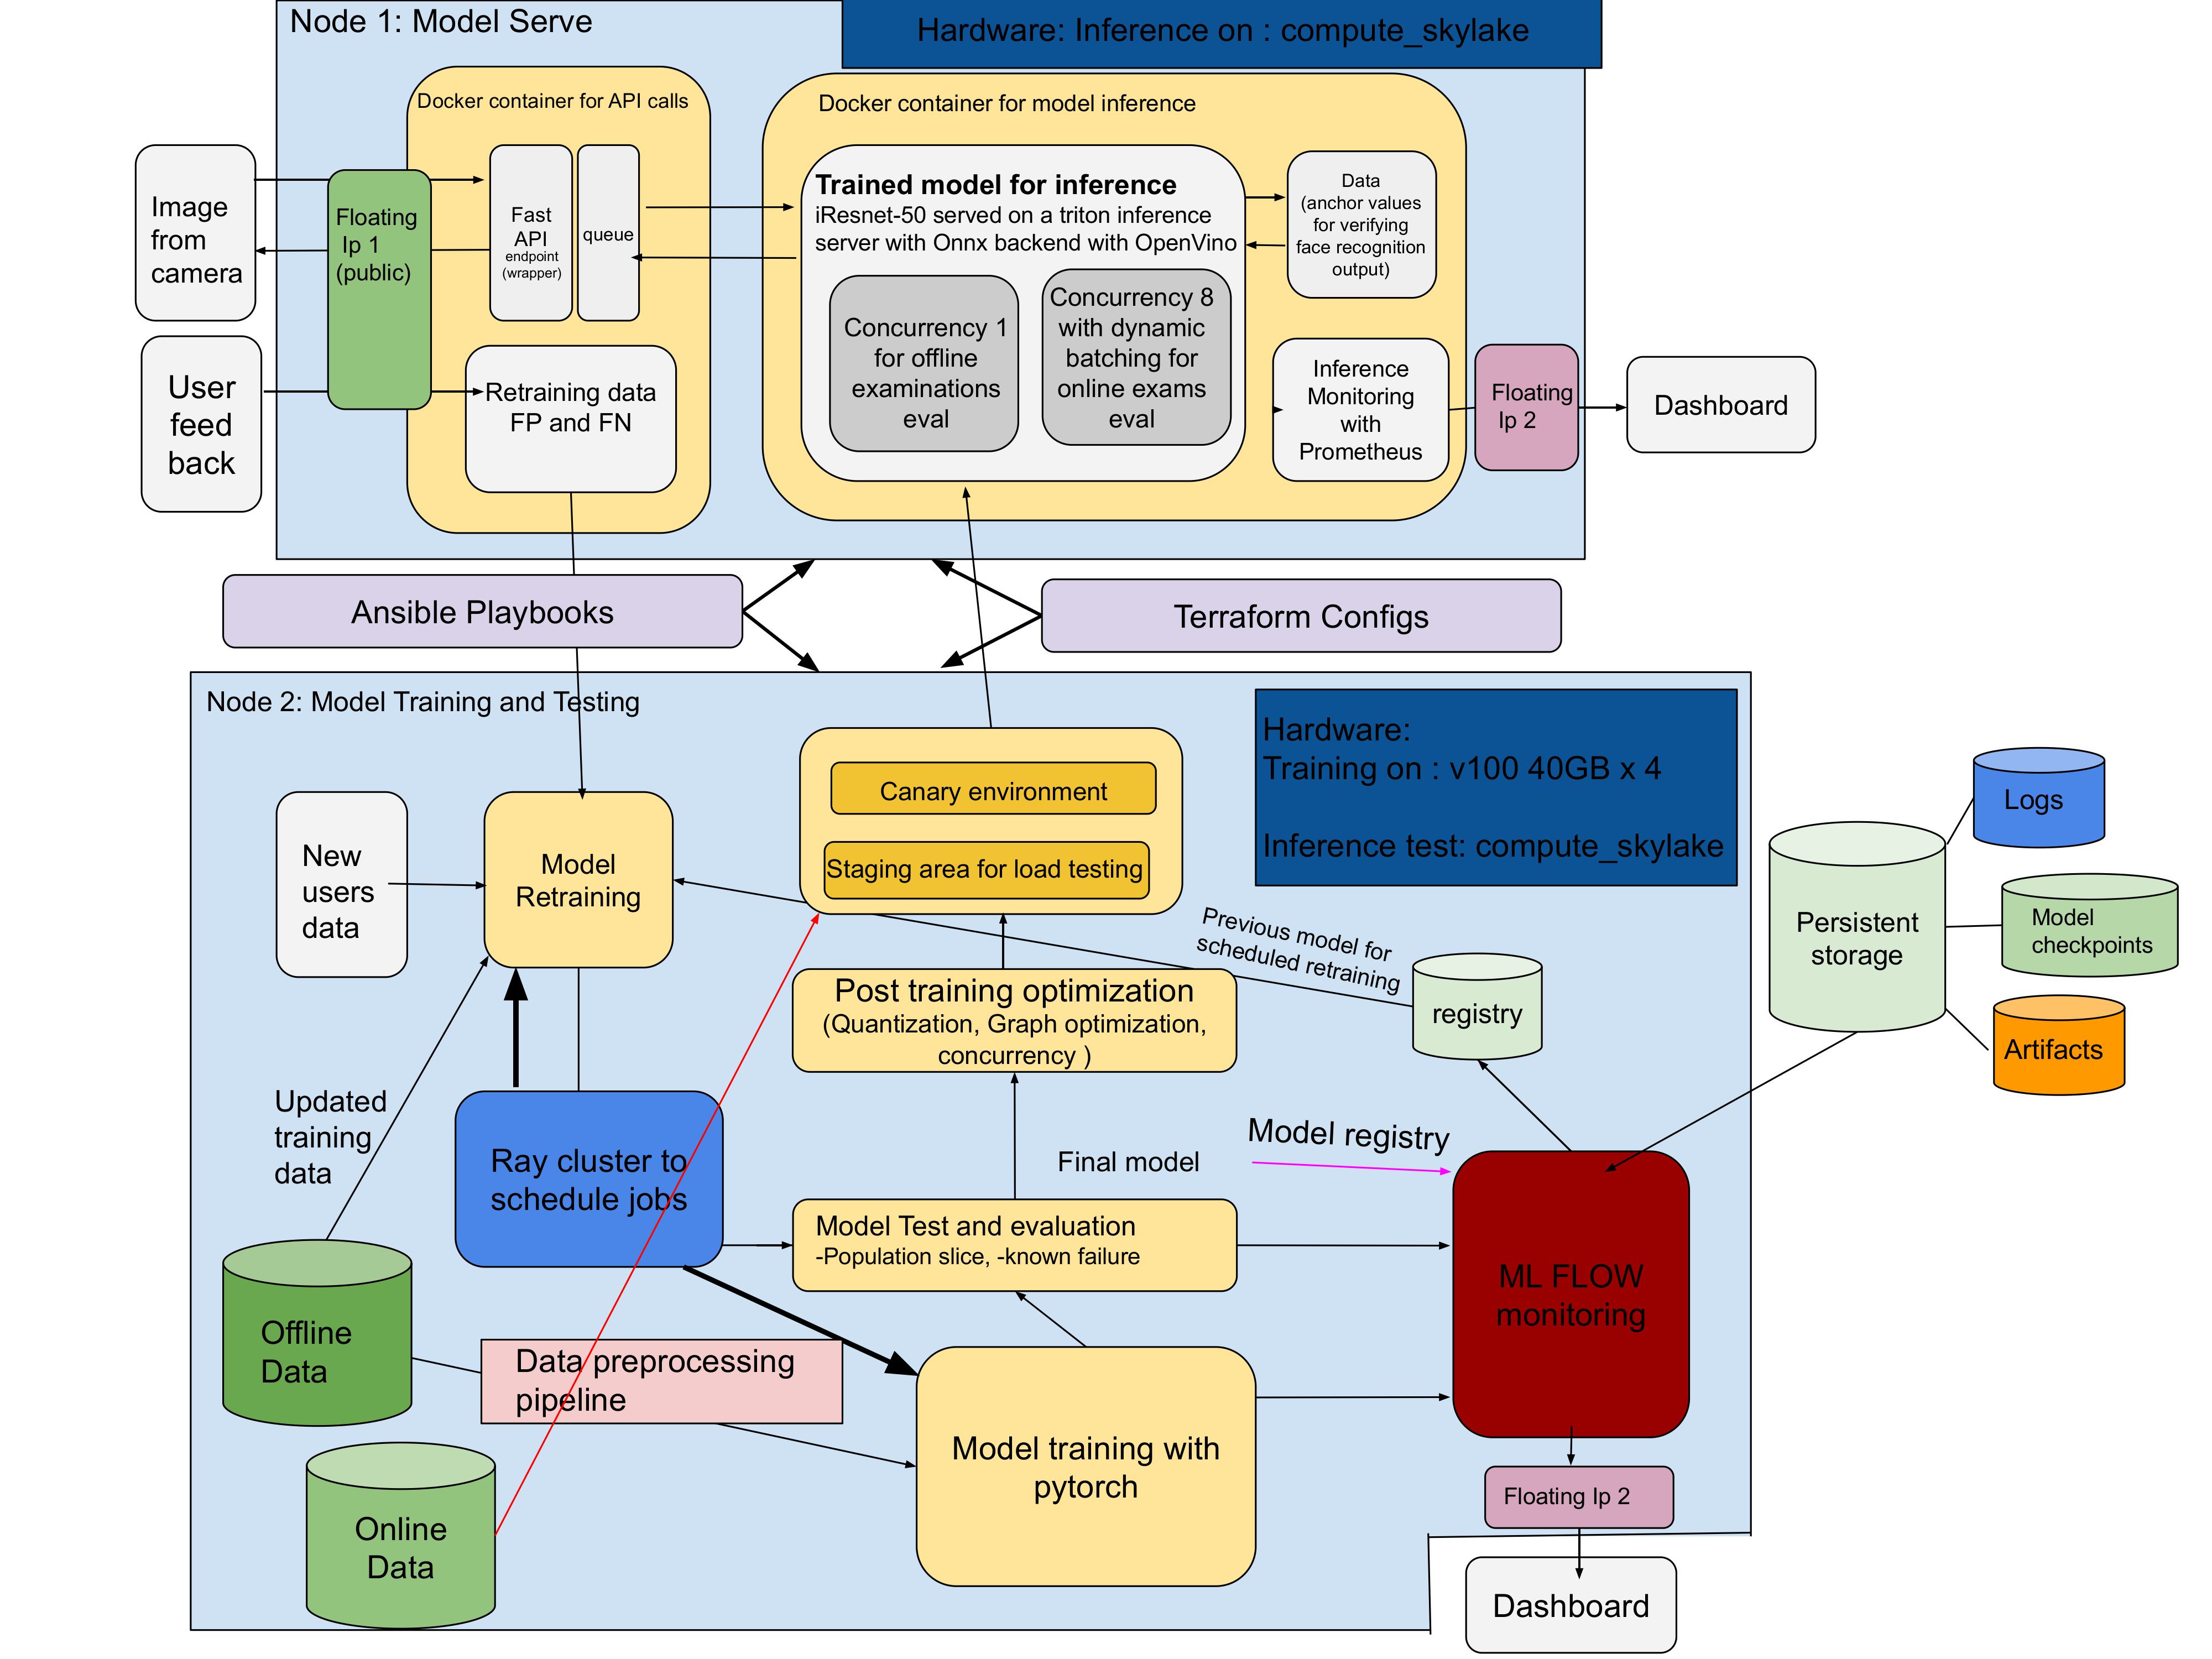 Node 1: Model Serve
Hardware: Inference on : compute_skylake
Docker container for API calls
Docker container for model inference
Image
from
camera
Floating
Ip 1
(public)
Fast
API
endpoint
(wrapper)
queue
Trained model for inference
iResnet-50 served on a triton inference
server with Onnx backend with OpenVino
Data
(anchor values
for verifying
face recognition
output)
Concurrency 1
for offline
examinations
eval
Concurrency 8
with dynamic
batching for
online exams
eval
User
feed
back
Retraining data
FP and FN
Inference
Monitoring
with
Prometheus
Floating
Ip 2
Dashboard
Ansible Playbooks
Terraform Configs
Node 2: Model Training and Testing
Hardware:
Training on : v100 40GB x 4
Inference test: compute_skylake
Canary environment
Staging area for load testing
New
users
data
Model
Retraining
Logs
Persistent
storage
Model
checkpoints
Artifacts
Previous model for
scheduled retraining
registry
Post training optimization
(Quantization, Graph optimization,
concurrency )
Updated
training
data
Ray cluster to
schedule jobs
Final model
Model registry
Model Test and evaluation
-Population slice, -known failure
ML FLOW
monitoring
Offline
Data
Data preprocessing
pipeline
Model training with
pytorch
Online
Data
Floating Ip 2
Dashboard